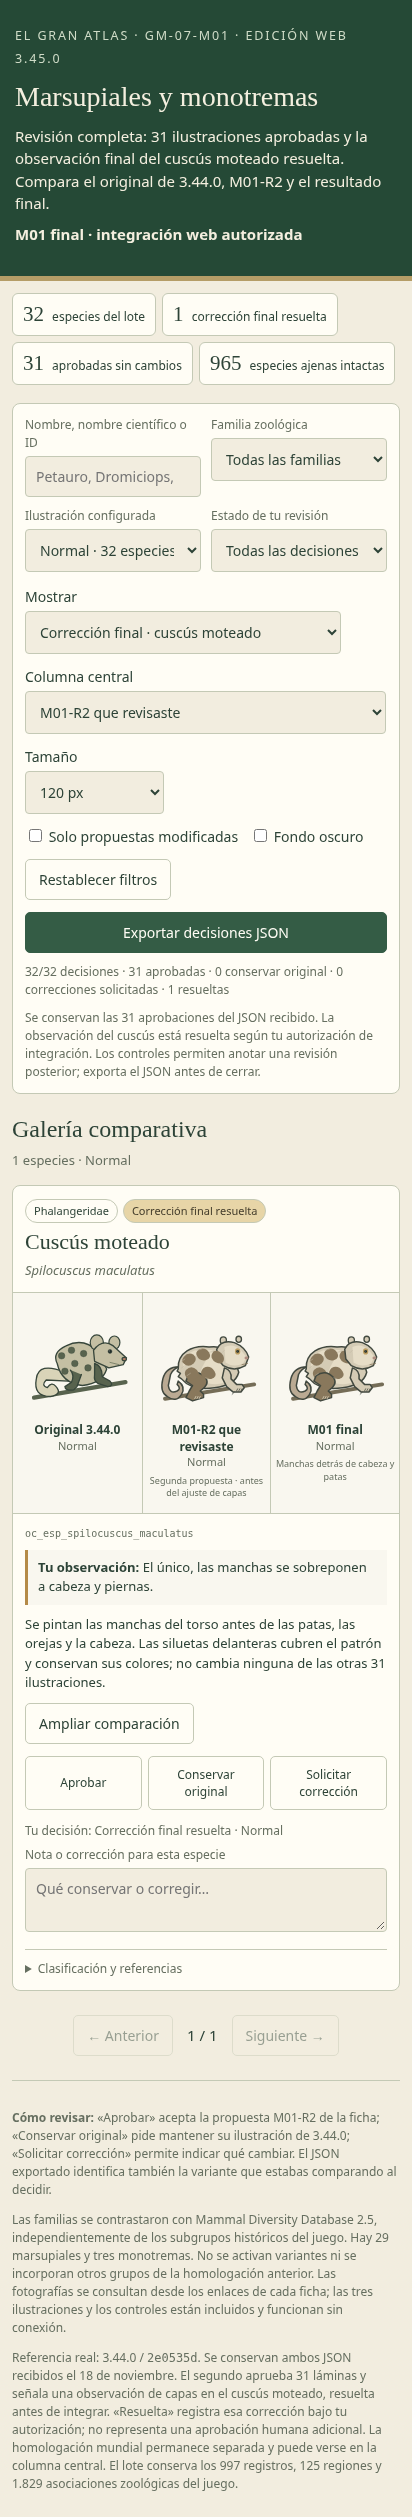 EL GRAN ATLAS · GM-07-M01 · EDICIÓN WEB
3.45.0
Marsupiales y monotremas
Revisión completa: 31 ilustraciones aprobadas y la
observación final del cuscús moteado resuelta.
Compara el original de 3.44.0, M01-R2 y el resultado
final.
M01 final · integración web autorizada
32 especies del lote
1 corrección final resuelta
31 aprobadas sin cambios
965 especies ajenas intactas
Nombre, nombre científico o
ID
Petauro, Dromiciops,
Familia zoológica
Todas las familias
Ilustración configurada
Normal · 32 especies
Estado de tu revisión
Todas las decisiones
Mostrar
Corrección final · cuscús moteado
Columna central
M01-R2 que revisaste
Tamaño
120 px
Solo propuestas modificadas
Fondo oscuro
Restablecer filtros
Exportar decisiones JSON
32/32 decisiones · 31 aprobadas · 0 conservar original · 0
correcciones solicitadas · 1 resueltas
Se conservan las 31 aprobaciones del JSON recibido. La
observación del cuscús está resuelta según tu autorización de
integración. Los controles permiten anotar una revisión
posterior; exporta el JSON antes de cerrar.
Galería comparativa
1 especies · Normal
Phalangeridae
Corrección final resuelta
Cuscús moteado
Spilocuscus maculatus
Original 3.44.0
Normal
M01-R2 que
revisaste
Normal
Segunda propuesta · antes
del ajuste de capas
M01 final
Normal
Manchas detrás de cabeza y
patas
oc_esp_spilocuscus_maculatus
Tu observación: El único, las manchas se sobreponen
a cabeza y piernas.
Se pintan las manchas del torso antes de las patas, las
orejas y la cabeza. Las siluetas delanteras cubren el patrón
y conservan sus colores; no cambia ninguna de las otras 31
ilustraciones.
Ampliar comparación
Aprobar
Conservar
original
Solicitar
corrección
Tu decisión: Corrección final resuelta · Normal
Nota o corrección para esta especie
Qué conservar o corregir...
▶ Clasificación y referencias
← Anterior
1 / 1
Siguiente →
Cómo revisar: «Aprobar» acepta la propuesta M01-R2 de la ficha;
«Conservar original» pide mantener su ilustración de 3.44.0;
«Solicitar corrección» permite indicar qué cambiar. El JSON
exportado identifica también la variante que estabas comparando al
decidir.
Las familias se contrastaron con Mammal Diversity Database 2.5,
independientemente de los subgrupos históricos del juego. Hay 29
marsupiales y tres monotremas. No se activan variantes ni se
incorporan otros grupos de la homologación anterior. Las
fotografías se consultan desde los enlaces de cada ficha; las tres
ilustraciones y los controles están incluidos y funcionan sin
conexión.
Referencia real: 3.44.0 / 2e0535d. Se conservan ambos JSON
recibidos el 18 de noviembre. El segundo aprueba 31 láminas y
señala una observación de capas en el cuscús moteado, resuelta
antes de integrar. «Resuelta» registra esa corrección bajo tu
autorización; no representa una aprobación humana adicional. La
homologación mundial permanece separada y puede verse en la
columna central. El lote conserva los 997 registros, 125 regiones y
1.829 asociaciones zoológicas del juego.